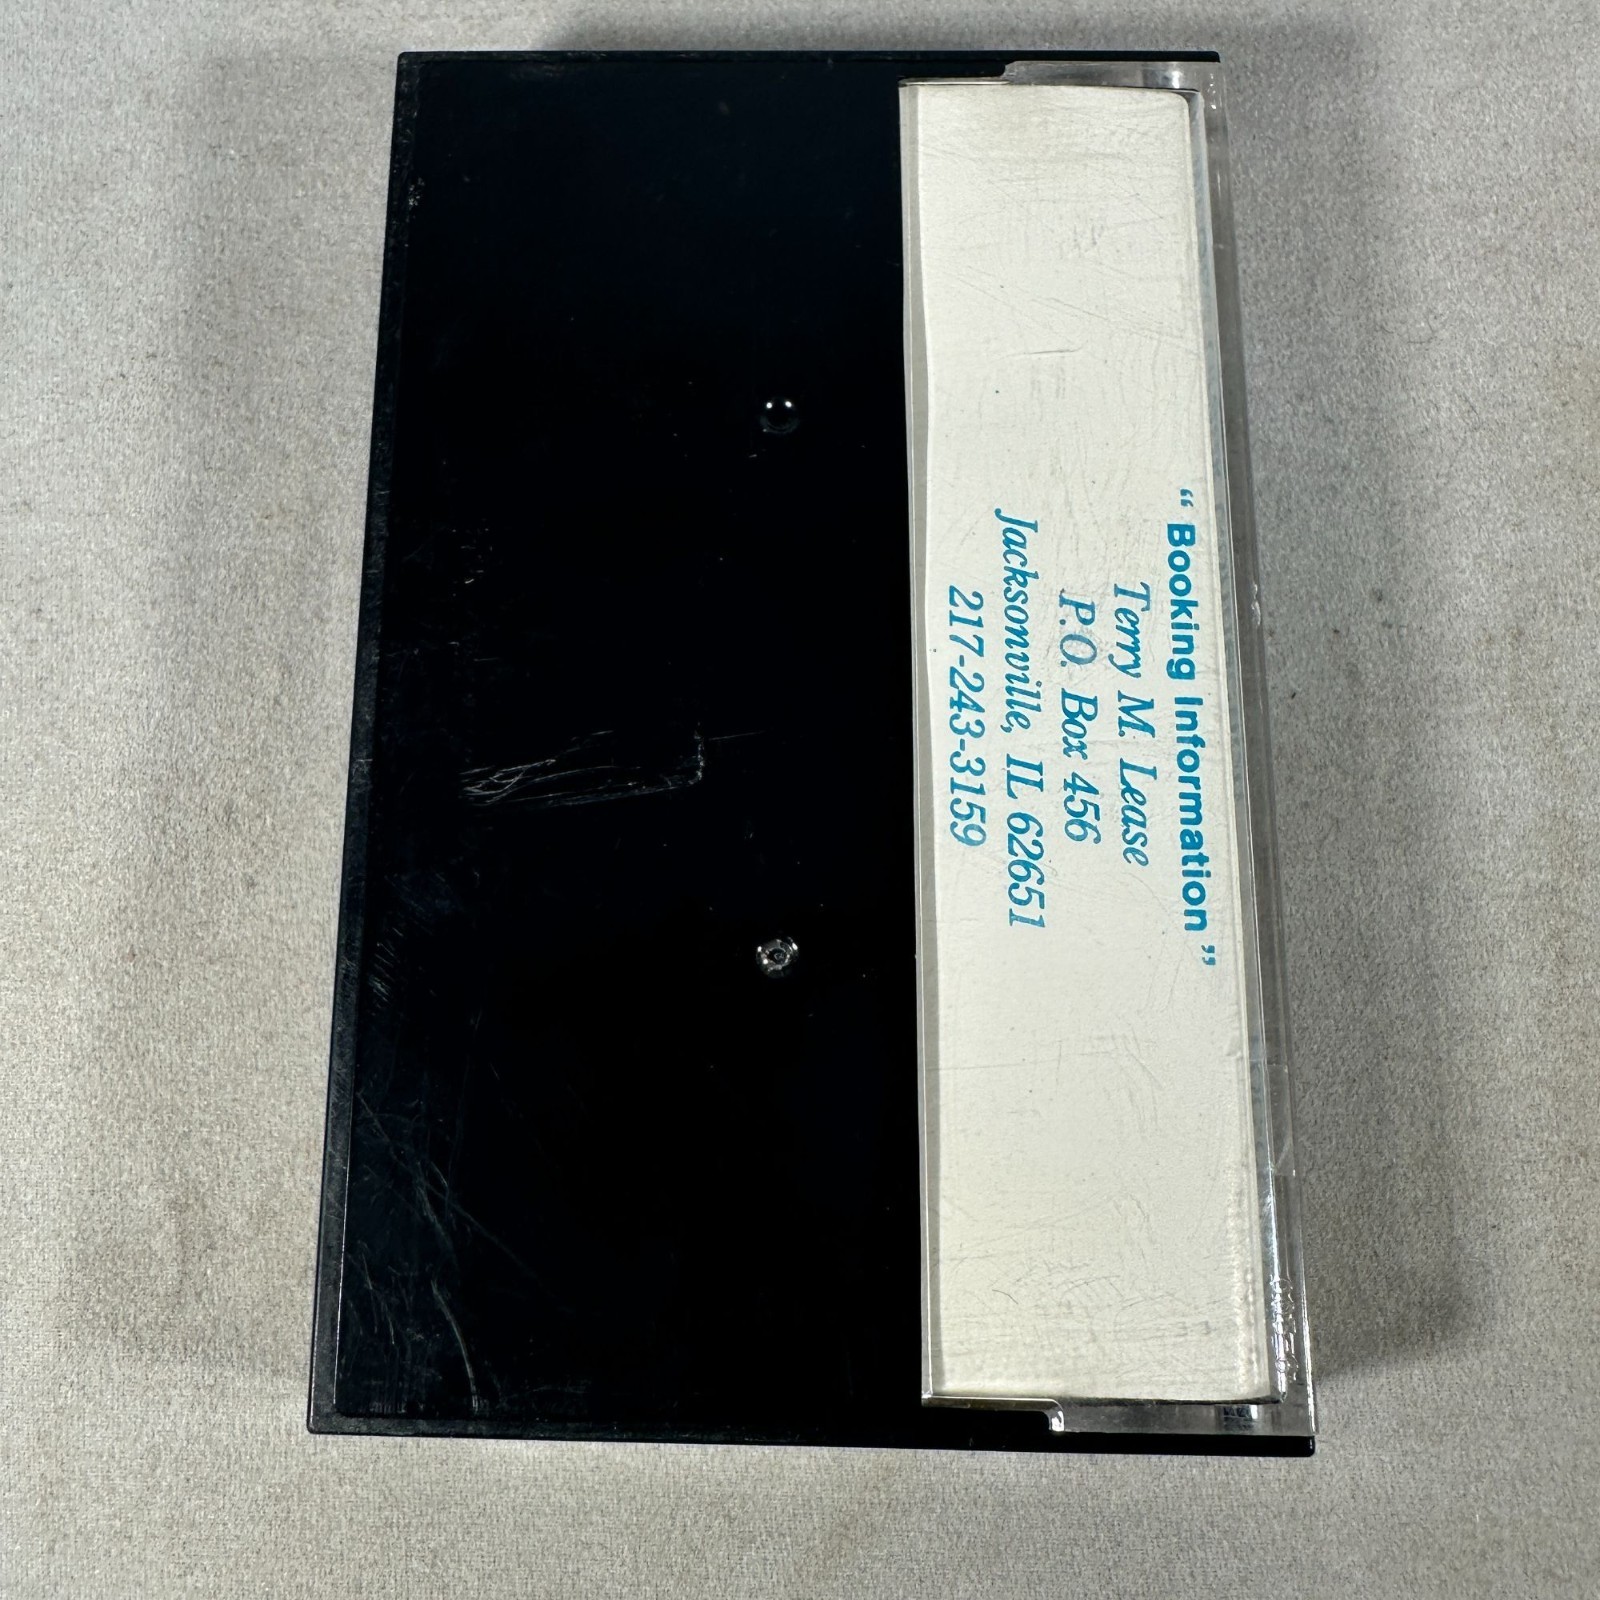 “Booking Information”
Terry M. Lease
P.O. Box 456
Jacksonville, IL 62651
217-243-3159